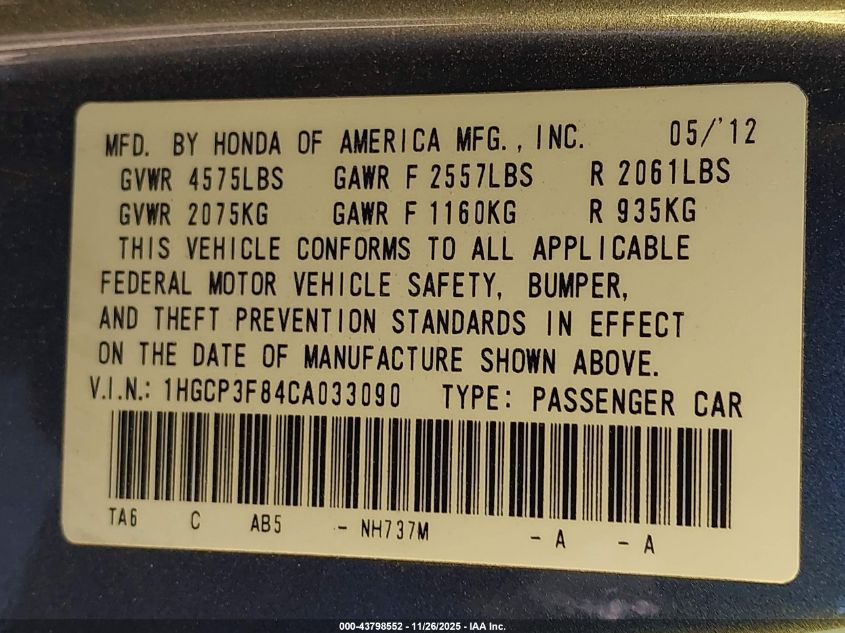 MFD. BY HONDA OF AMERICA MFG., INC. 05/'12
GVWR 4575LBS GAWR F 2557LBS R 2061LBS
GVWR 2075KG GAWR F 1160KG R 935KG
THIS VEHICLE CONFORMS TO ALL APPLICABLE
FEDERAL MOTOR VEHICLE SAFETY, BUMPER,
AND THEFT PREVENTION STANDARDS IN EFFECT
ON THE DATE OF MANUFACTURE SHOWN ABOVE.
V.I.N.: 1HGCP3F84CA033090 TYPE: PASSENGER CAR
TA6 C AB5 - NH737M - A - A
000-43798552 - 11/26/2025 - IAA Inc.